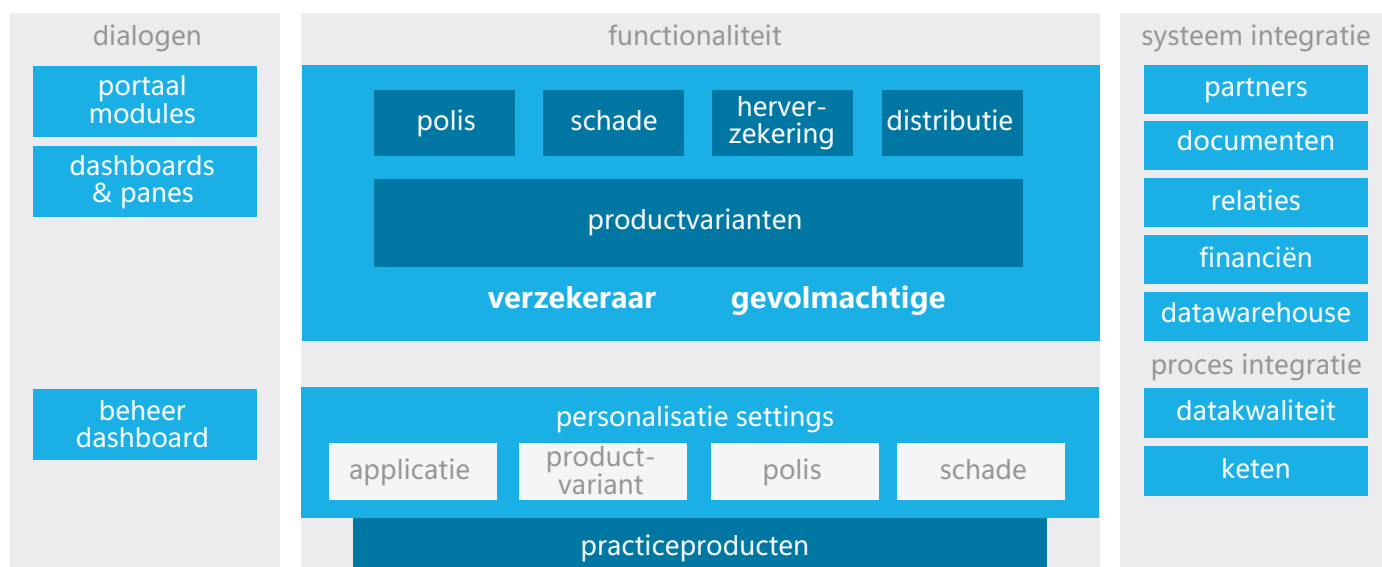 dialogen
portaal
modules
dashboards
& panes
beheer
dashboard
functionaliteit
polis
schade
herver-
zekering
distributie
productvarianten
verzekeraar
gevolmachtige
personalisatie settings
applicatie
product-
variant
polis
schade
practiceproducten
systeem integratie
partners
documenten
relaties
financiën
datawarehouse
proces integratie
datakwaliteit
keten